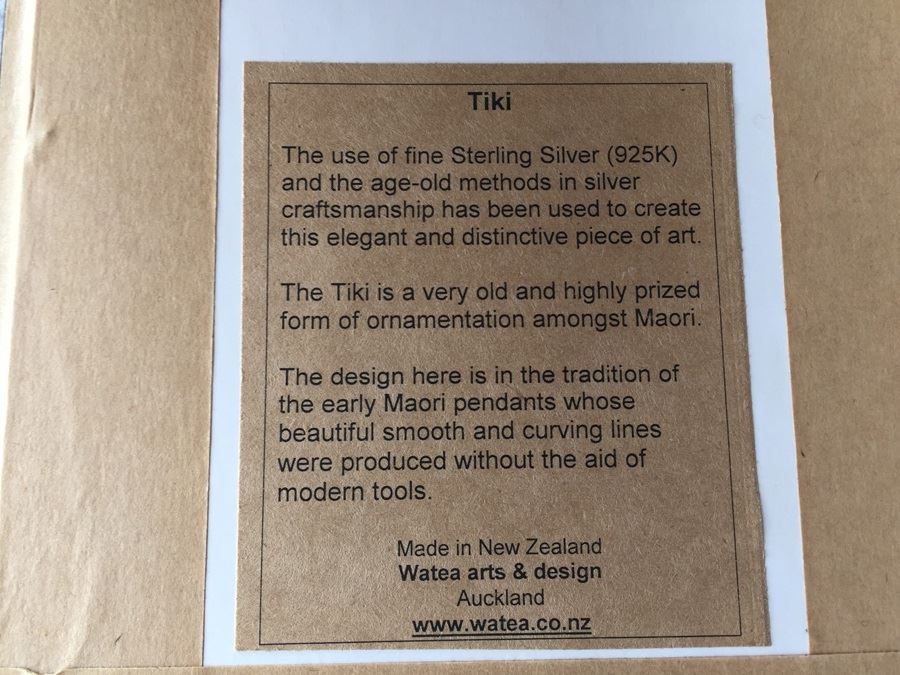 Tiki
The use of fine Sterling Silver (925K)
and the age-old methods in silver
craftsmanship has been used to create
this elegant and distinctive piece of art.
The Tiki is a very old and highly prized
form of ornamentation amongst Maori.
The design here is in the tradition of
the early Maori pendants whose
beautiful smooth and curving lines
were produced without the aid of
modern tools.
Made in New Zealand
Watea arts & design
Auckland
www.watea.co.nz